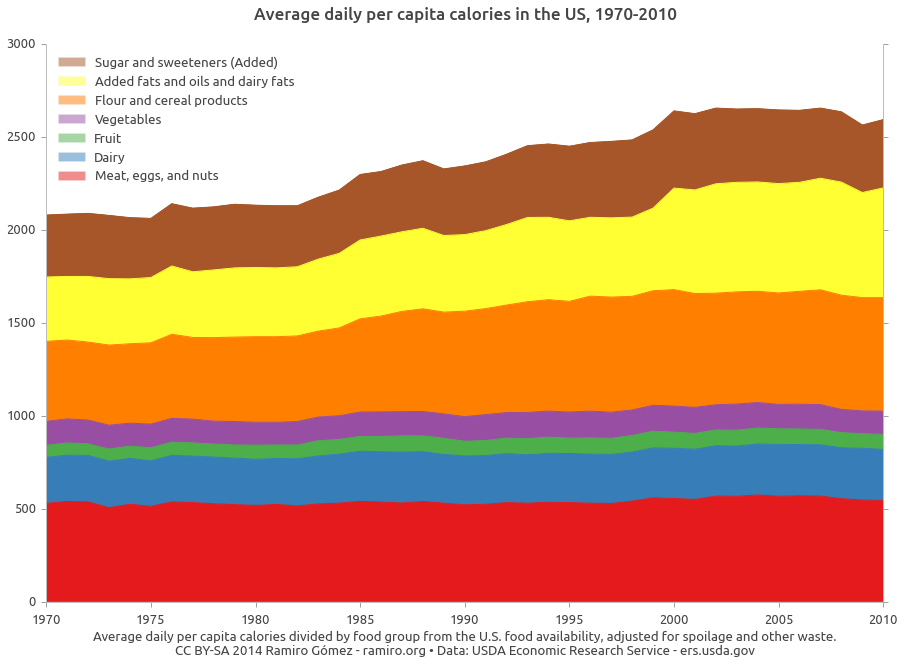 Average daily per capita calories in the US, 1970-2010
3000
Sugar and sweeteners (Added)
Added fats and oils and dairy fats
Flour and cereal products
2500
Vegetables
Fruit
Dairy
Meat, eggs, and nuts
2000
1500
1000
500
0
1970 1975 1980 1985 1990 1995 2000 2005 2010
Average daily per capita calories divided by food group from the U.S. food availability, adjusted for spoilage and other waste.
CC BY-SA 2014 Ramiro Gómez - ramiro.org • Data: USDA Economic Research Service - ers.usda.gov